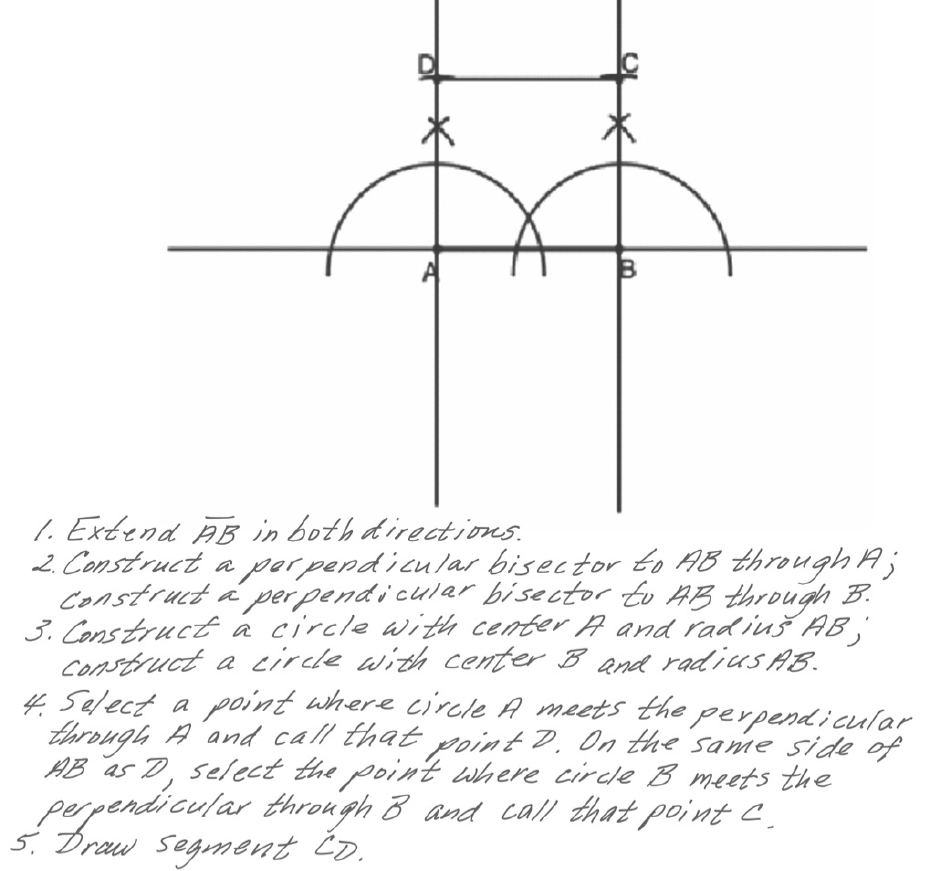 D C
A B
1. Extend A̅B̅ in both directions.
2. Construct a perpendicular bisector to AB through A;
construct a perpendicular bisector to AB through B.
3. Construct a circle with center A and radius AB;
construct a circle with center B and radius AB.
4. Select a point where circle A meets the perpendicular
through A and call that point D. On the same side of
AB as D, select the point where circle B meets the
perpendicular through B and call that point C.
5. Draw segment CD.